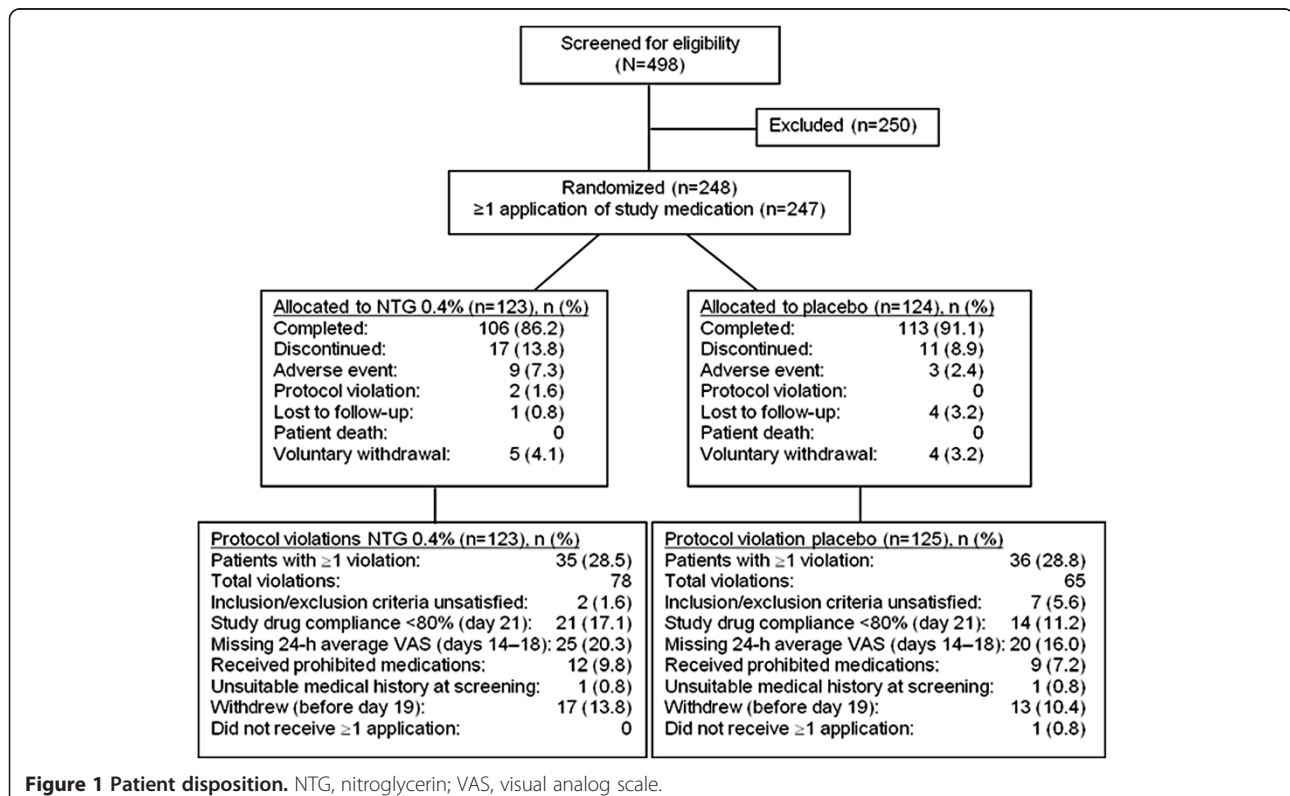 Screened for eligibility
(N=498)
Excluded (n=250)
Randomized (n=248)
≥1 application of study medication (n=247)
Allocated to NTG 0.4% (n=123), n (%)
Completed: 106 (86.2)
Discontinued: 17 (13.8)
Adverse event: 9 (7.3)
Protocol violation: 2 (1.6)
Lost to follow-up: 1 (0.8)
Patient death: 0
Voluntary withdrawal: 5 (4.1)
Allocated to placebo (n=124), n (%)
Completed: 113 (91.1)
Discontinued: 11 (8.9)
Adverse event: 3 (2.4)
Protocol violation: 0
Lost to follow-up: 4 (3.2)
Patient death: 0
Voluntary withdrawal: 4 (3.2)
Protocol violations NTG 0.4% (n=123), n (%)
Patients with ≥1 violation: 35 (28.5)
Total violations: 78
Inclusion/exclusion criteria unsatisfied: 2 (1.6)
Study drug compliance <80% (day 21): 21 (17.1)
Missing 24-h average VAS (days 14–18): 25 (20.3)
Received prohibited medications: 12 (9.8)
Unsuitable medical history at screening: 1 (0.8)
Withdrew (before day 19): 17 (13.8)
Did not receive ≥1 application: 0
Protocol violation placebo (n=125), n (%)
Patients with ≥1 violation: 36 (28.8)
Total violations: 65
Inclusion/exclusion criteria unsatisfied: 7 (5.6)
Study drug compliance <80% (day 21): 14 (11.2)
Missing 24-h average VAS (days 14–18): 20 (16.0)
Received prohibited medications: 9 (7.2)
Unsuitable medical history at screening: 1 (0.8)
Withdrew (before day 19): 13 (10.4)
Did not receive ≥1 application: 1 (0.8)
Figure 1 Patient disposition. NTG, nitroglycerin; VAS, visual analog scale.